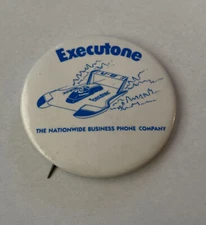 Executone
THE NATIONWIDE BUSINESS PHONE COMPANY